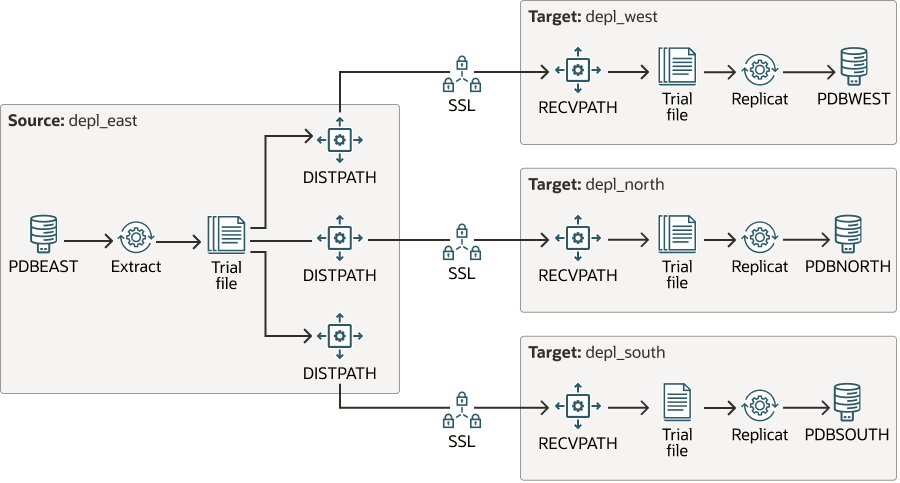 Target: depl_west
SSL
RECVPATH
Trial
file
Replicat
PDBWEST
Source: depl_east
DISTPATH
PDBEAST
Extract
Trial
file
DISTPATH
DISTPATH
Target: depl_north
SSL
RECVPATH
Trial
file
Replicat
PDBNORTH
Target: depl_south
SSL
RECVPATH
Trial
file
Replicat
PDBSOUTH